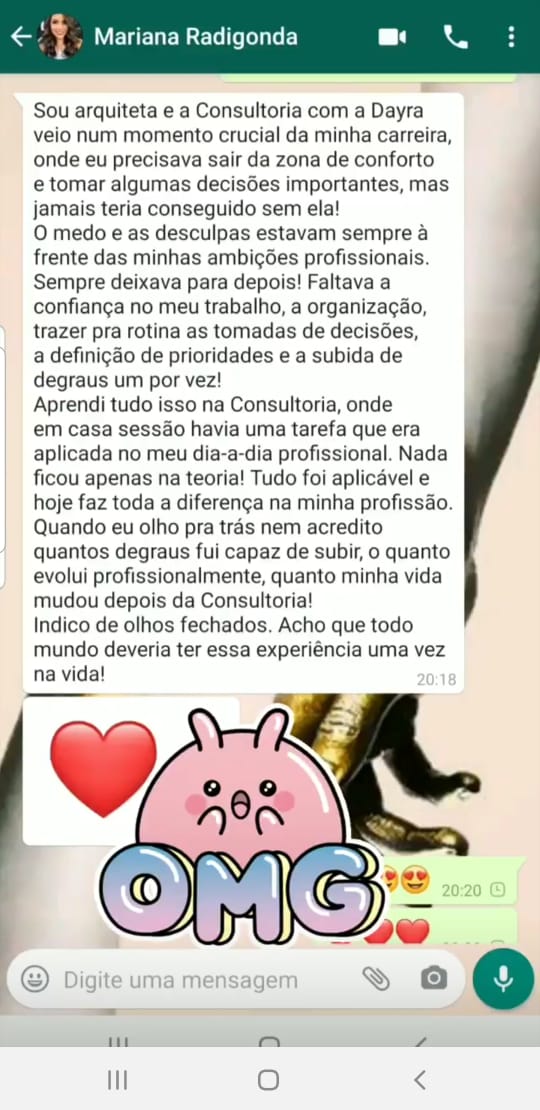 Mariana Radigonda
Sou arquiteta e a Consultoria com a Dayra
veio num momento crucial da minha carreira,
onde eu precisava sair da zona de conforto
e tomar algumas decisões importantes, mas
jamais teria conseguido sem ela!
O medo e as desculpas estavam sempre à
frente das minhas ambições profissionais.
Sempre deixava para depois! Faltava a
confiança no meu trabalho, a organização,
trazer pra rotina as tomadas de decisões,
a definição de prioridades e a subida de
degraus um por vez!
Aprendi tudo isso na Consultoria, onde
em casa sessão havia uma tarefa que era
aplicada no meu dia-a-dia profissional. Nada
ficou apenas na teoria! Tudo foi aplicável e
hoje faz toda a diferença na minha profissão.
Quando eu olho pra trás nem acredito
quantos degraus fui capaz de subir, o quanto
evolui profissionalmente, quanto minha vida
mudou depois da Consultoria!
Indico de olhos fechados. Acho que todo
mundo deveria ter essa experiência uma vez
na vida!
20:18
OMG
20:20
Digite uma mensagem